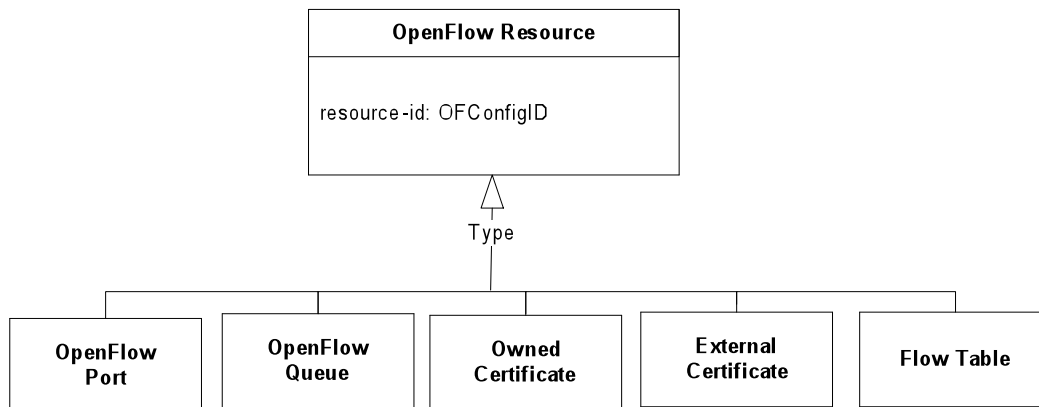 OpenFlow Resource
resource-id: OFConfigID
Type
OpenFlow
Port
OpenFlow
Queue
Owned
Certificate
External
Certificate
Flow Table